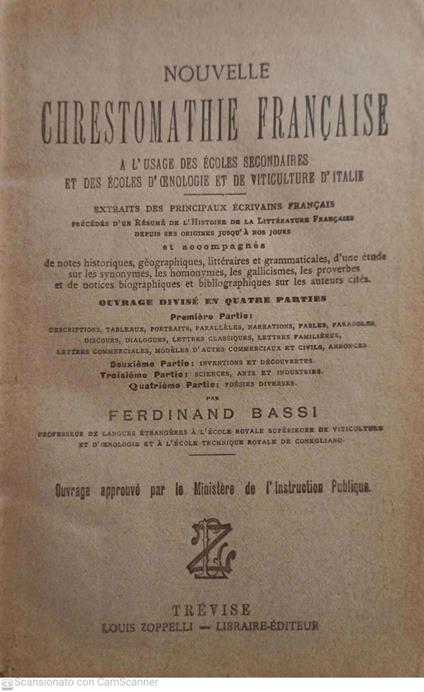 NOUVELLE
CHRESTOMATHIE FRANÇAISE
A L'USAGE DES ÉCOLES SECONDAIRES
ET DES ÉCOLES D'ŒNOLOGIE ET DE VITICULTURE D'ITALIE
EXTRAITS DES PRINCIPAUX ÉCRIVAINS FRANÇAIS
PRÉCÉDÉS D'UN RÉSUMÉ DE L'HISTOIRE DE LA LITTÉRATURE FRANÇAISE
DEPUIS SES ORIGINES JUSQU'À NOS JOURS
et accompagnés
de notes historiques, géographiques, littéraires et grammaticales, d'une étude
sur les synonymes, les homonymes, les gallicismes, les proverbes
et de notices biographiques et bibliographiques sur les auteurs cités.
OUVRAGE DIVISÉ EN QUATRE PARTIES
Première Partie:
DESCRIPTIONS, TABLEAUX, PORTRAITS, PARALLÈLES, NARRATIONS, FABLES, PARABOLES
DISCOURS, DIALOGUES, LETTRES CLASSIQUES, LETTRES FAMILIÈRES,
LETTRES COMMERCIALES, MODÈLES D'ACTES COMMERCIAUX ET CIVILS, ANNONCES.
Deuxième Partie: INVENTIONS ET DÉCOUVERTES.
Troisième Partie: SCIENCES, ARTS ET INDUSTRIES.
Quatrième Partie: POÉSIES DIVERSES.
PAR
FERDINAND BASSI
PROFESSEUR DE LANGUES ÉTRANGÈRES À L'ÉCOLE ROYALE SUPÉRIEURE DE VITICULTURE
ET D'ŒNOLOGIE ET À L'ÉCOLE TECHNIQUE ROYALE DE CONEGLIANO.
Ouvrage approuvé par le Ministère de l'Instruction Publique.
LZ
TRÉVISE
LOUIS ZOPPELLI — LIBRAIRE-ÉDITEUR
CS Scansionato con CamScanner